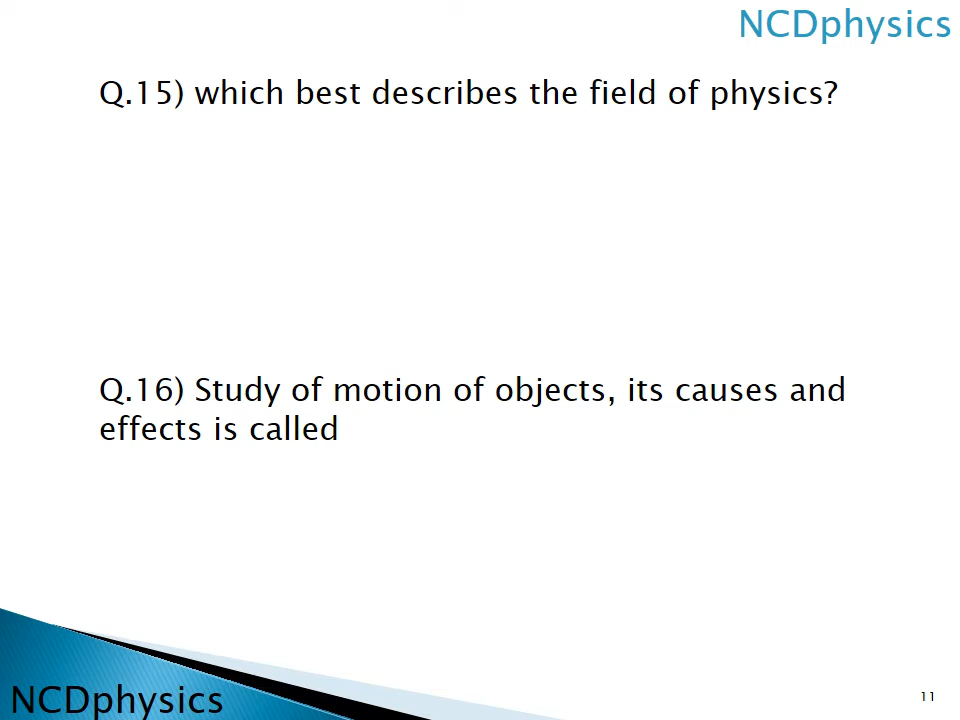 NCDphysics
Q.15) which best describes the field of physics?
Q.16) Study of motion of objects, its causes and
effects is called
NCDphysics
11